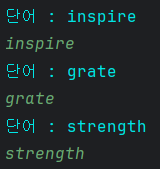 단어 : inspire
inspire
단어 : grate
grate
단어 : strength
strength